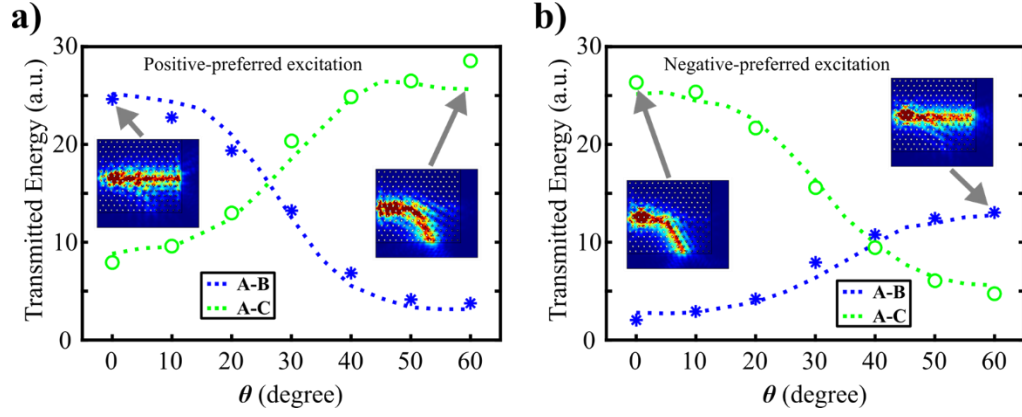 a)
Positive-preferred excitation
Transmitted Energy (a.u.)
30
20
10
0
A-B
A-C
0 10 20 30 40 50 60
θ (degree)
b)
Negative-preferred excitation
Transmitted Energy (a.u.)
30
20
10
0
A-B
A-C
0 10 20 30 40 50 60
θ (degree)